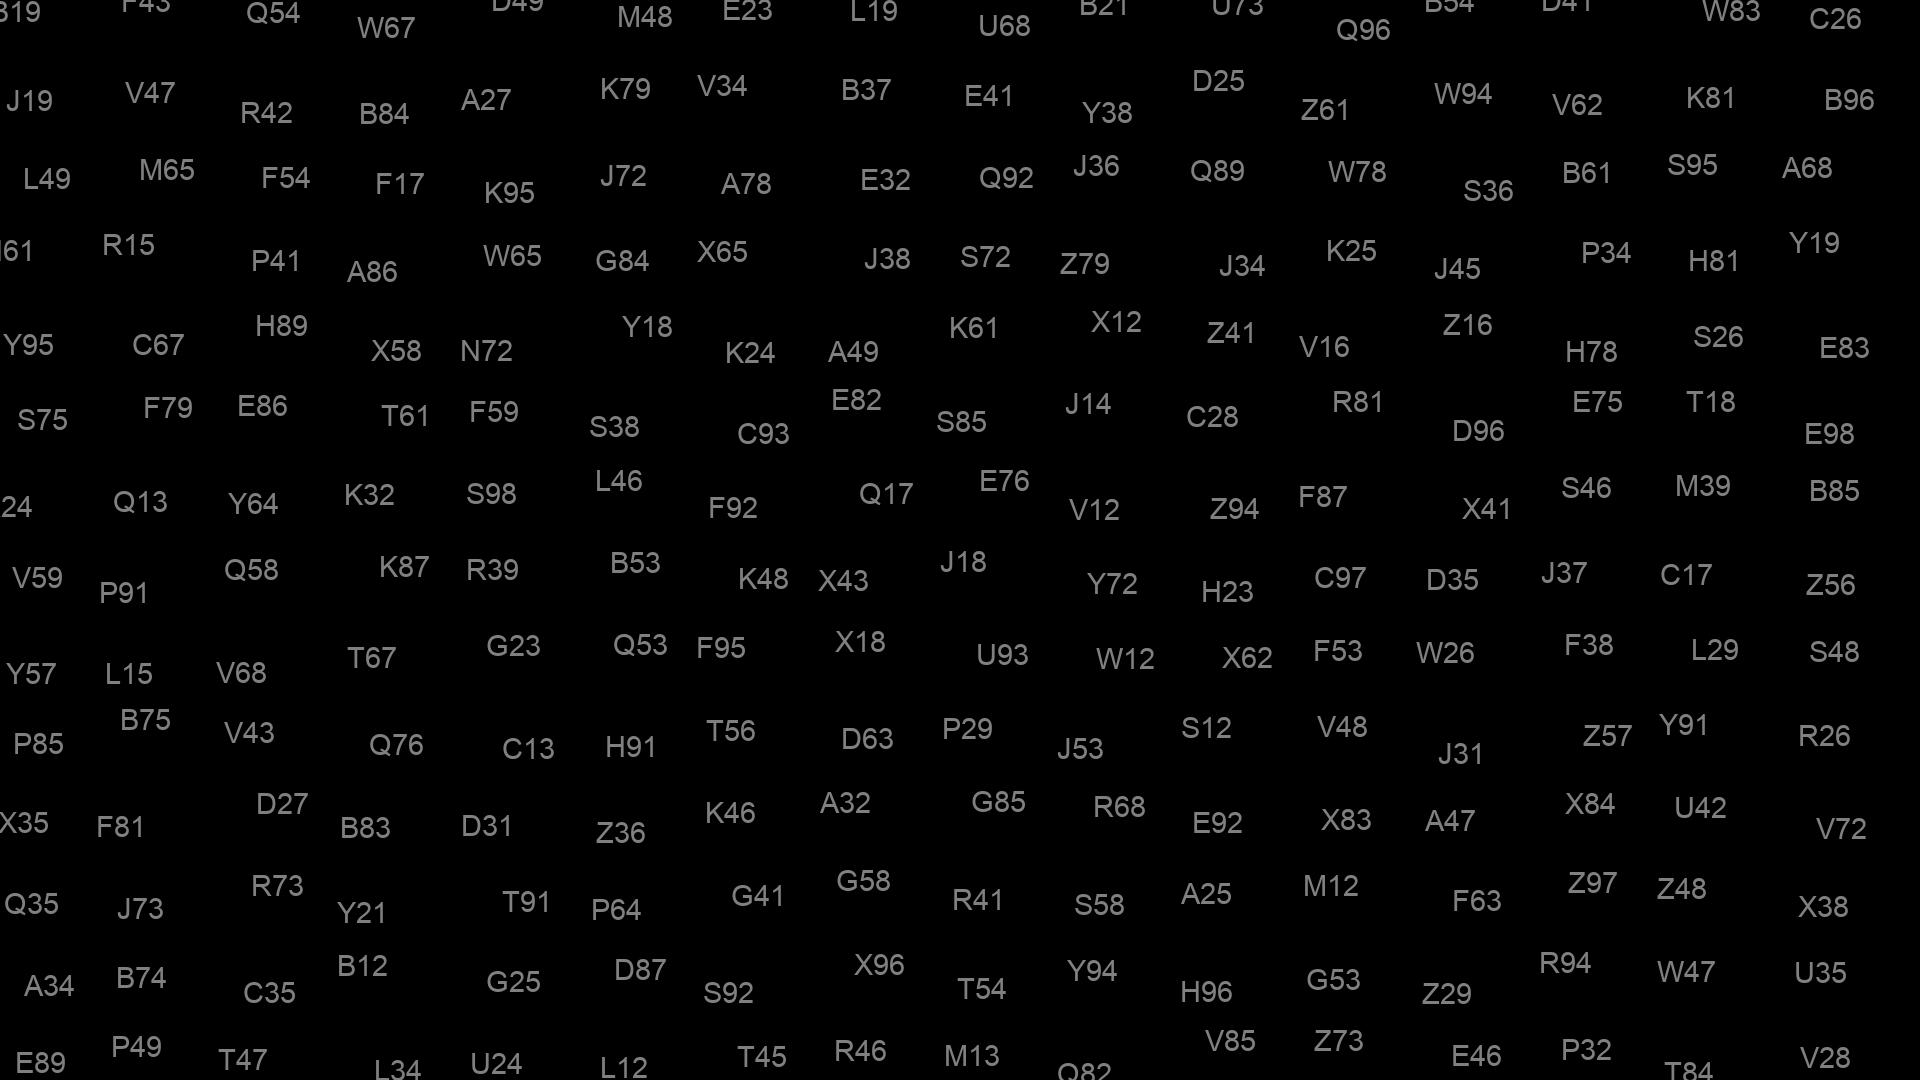 B19 F43 Q54 W67 D49 M48 E23 L19 U68 B21 U73 Q96 B54 D41 W83 C26
J19 V47 R42 B84 A27 K79 V34 B37 E41 Y38 D25 Z61 W94 V62 K81 B96
L49 M65 F54 F17 K95 J72 A78 E32 Q92 J36 Q89 W78 S36 B61 S95 A68
R15 P41 A86 W65 G84 X65 J38 S72 Z79 J34 K25 J45 P34 H81 Y19
Y95 C67 H89 X58 N72 Y18 K24 A49 K61 X12 Z41 V16 Z16 H78 S26 E83
S75 F79 E86 T61 F59 S38 C93 E82 S85 J14 C28 R81 D96 E75 T18 E98
24 Q13 Y64 K32 S98 L46 F92 Q17 E76 V12 Z94 F87 X41 S46 M39 B85
V59 P91 Q58 K87 R39 B53 K48 X43 J18 Y72 H23 C97 D35 J37 C17 Z56
Y57 L15 V68 T67 G23 Q53 F95 X18 U93 W12 X62 F53 W26 F38 L29 S48
P85 B75 V43 Q76 C13 H91 T56 D63 P29 J53 S12 V48 J31 Z57 Y91 R26
X35 F81 D27 B83 D31 Z36 K46 A32 G85 R68 E92 X83 A47 X84 U42 V72
Q35 J73 R73 Y21 T91 P64 G41 G58 R41 S58 A25 M12 F63 Z97 Z48 X38
A34 B74 C35 B12 G25 D87 S92 X96 T54 Y94 H96 G53 Z29 R94 W47 U35
E89 P49 T47 L34 U24 L12 T45 R46 M13 Q82 V85 Z73 E46 P32 T84 V28